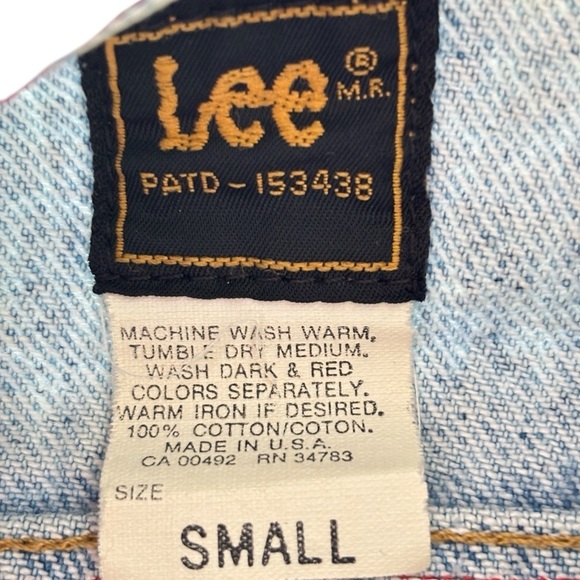 Lee ®
M.R.
PATD-153438
MACHINE WASH WARM,
TUMBLE DRY MEDIUM.
WASH DARK & RED
COLORS SEPARATELY.
WARM IRON IF DESIRED.
100% COTTON/COTON.
MADE IN U.S.A.
CA 00492 RN 34783
SIZE
SMALL